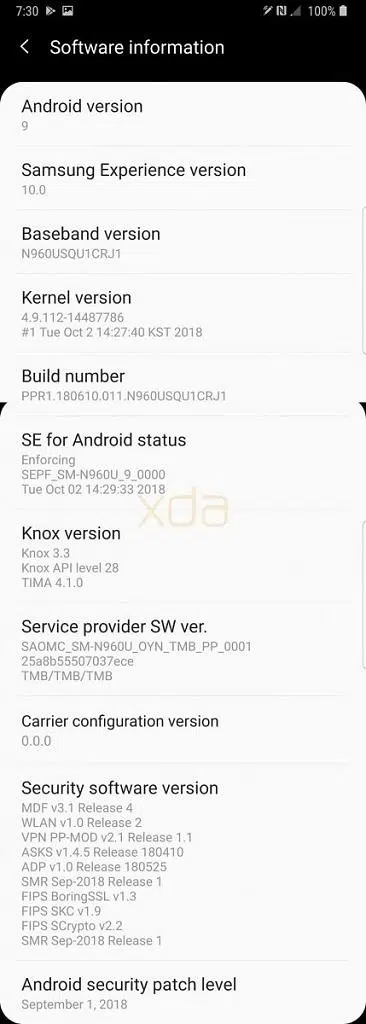 7:30
100%
Software information
Android version
9
Samsung Experience version
10.0
Baseband version
N960USQU1CRJ1
Kernel version
4.9.112-14487786
#1 Tue Oct 2 14:27:40 KST 2018
Build number
PPR1.180610.011.N960USQU1CRJ1
SE for Android status
Enforcing
SEPF_SM-N960U_9_0000
Tue Oct 02 14:29:33 2018
xda
Knox version
Knox 3.3
Knox API level 28
TIMA 4.1.0
Service provider SW ver.
SAOMC_SM-N960U_OYN_TMB_PP_0001
25a8b55507037ece
TMB/TMB/TMB
Carrier configuration version
0.0.0
Security software version
MDF v3.1 Release 4
WLAN v1.0 Release 2
VPN PP-MOD v2.1 Release 1.1
ASKS v1.4.5 Release 180410
ADP v1.0 Release 180525
SMR Sep-2018 Release 1
FIPS BoringSSL v1.3
FIPS SKC v1.9
FIPS SCrypto v2.2
SMR Sep-2018 Release 1
Android security patch level
September 1, 2018